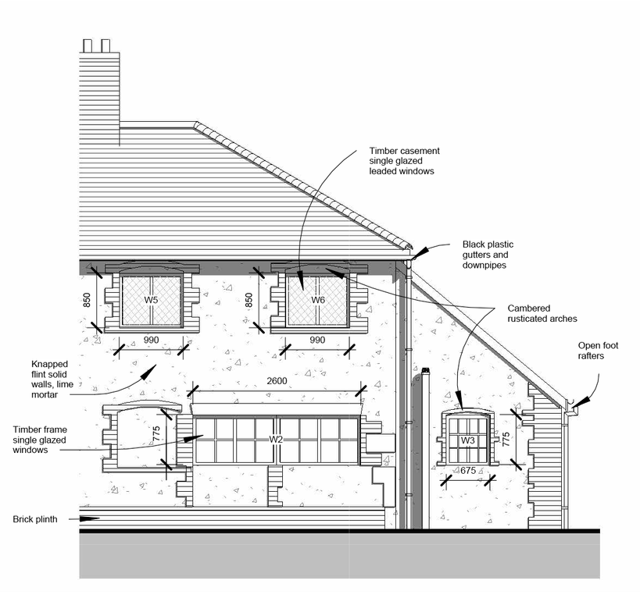 Timber casement
single glazed
leaded windows
Black plastic
gutters and
downpipes
850
W5
850
W6
990
990
Cambered
rusticated arches
Open foot
rafters
Knapped
flint solid
walls, lime
mortar
2600
Timber frame
single glazed
windows
775
W2
W3
775
675
Brick plinth